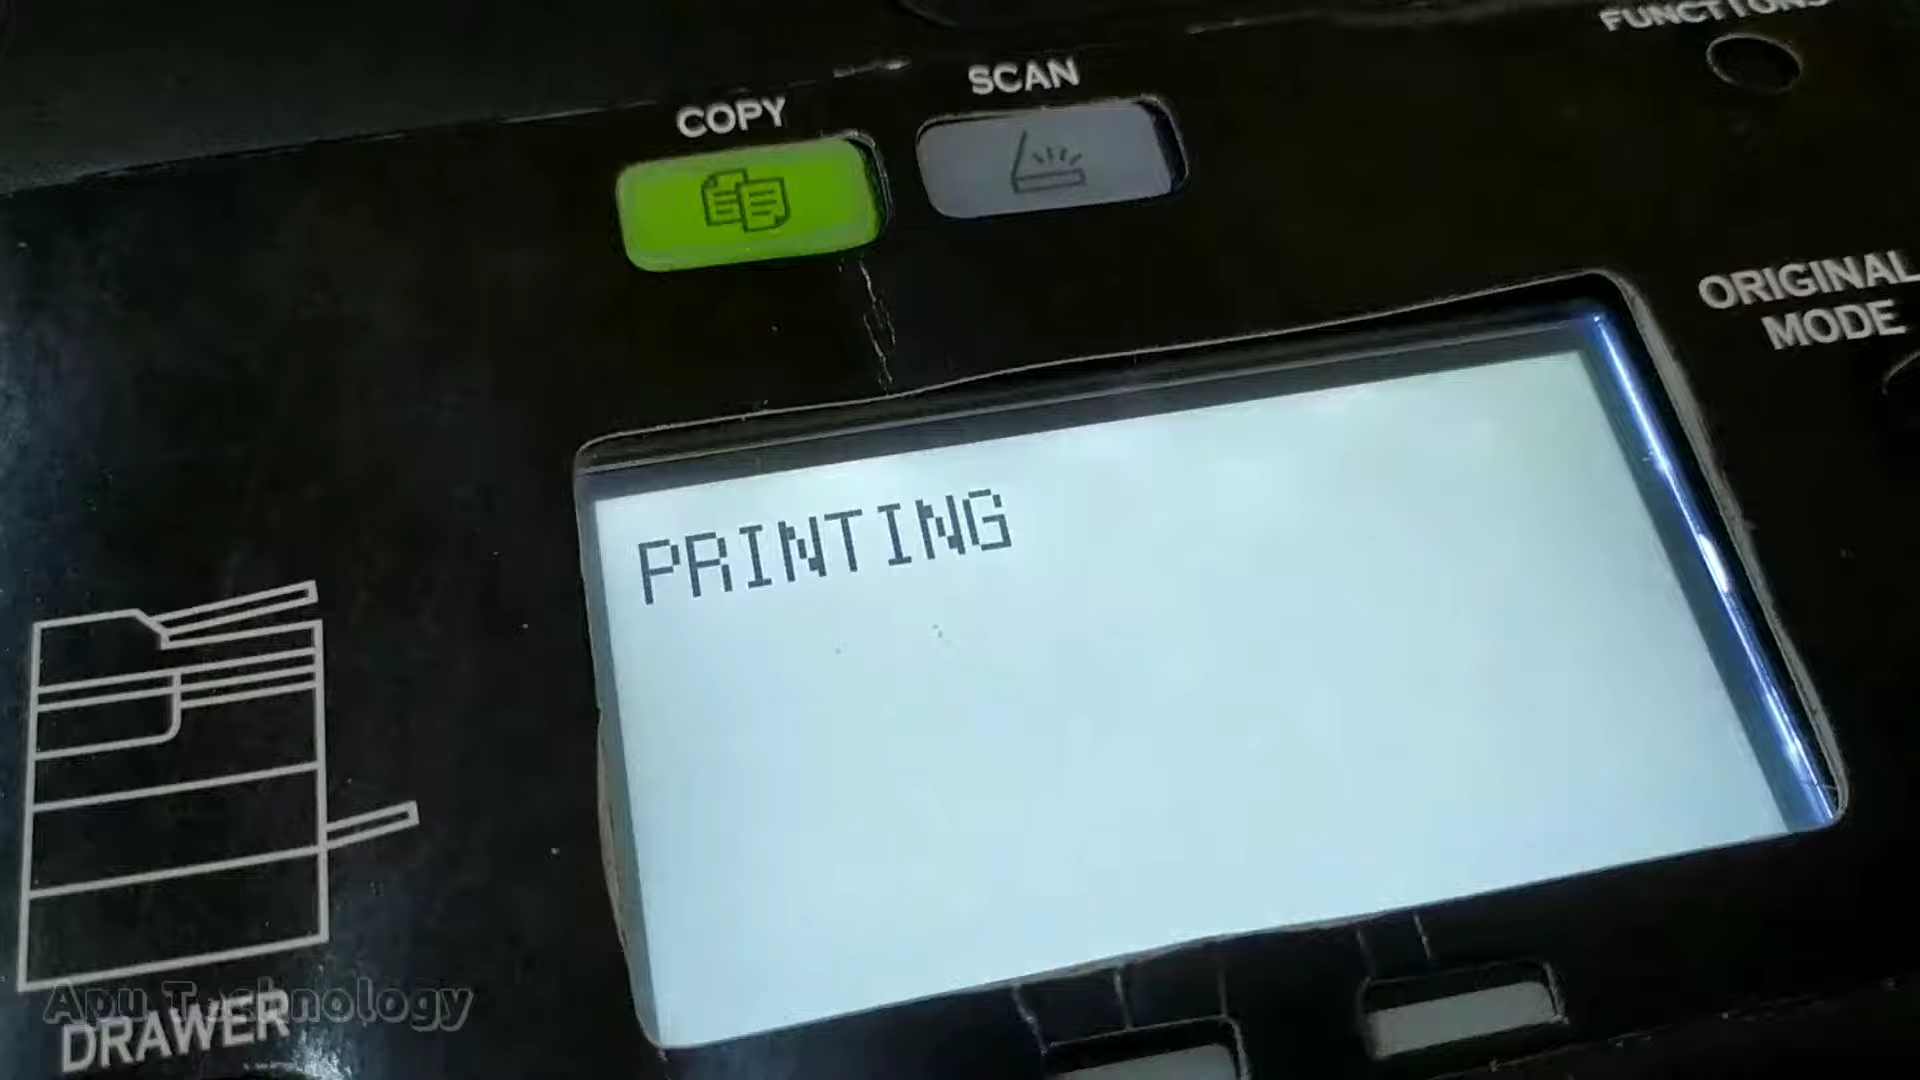 FUNCTIONS
SCAN
COPY
ORIGINAL
MODE
PRINTING
Apu Technology
DRAWER